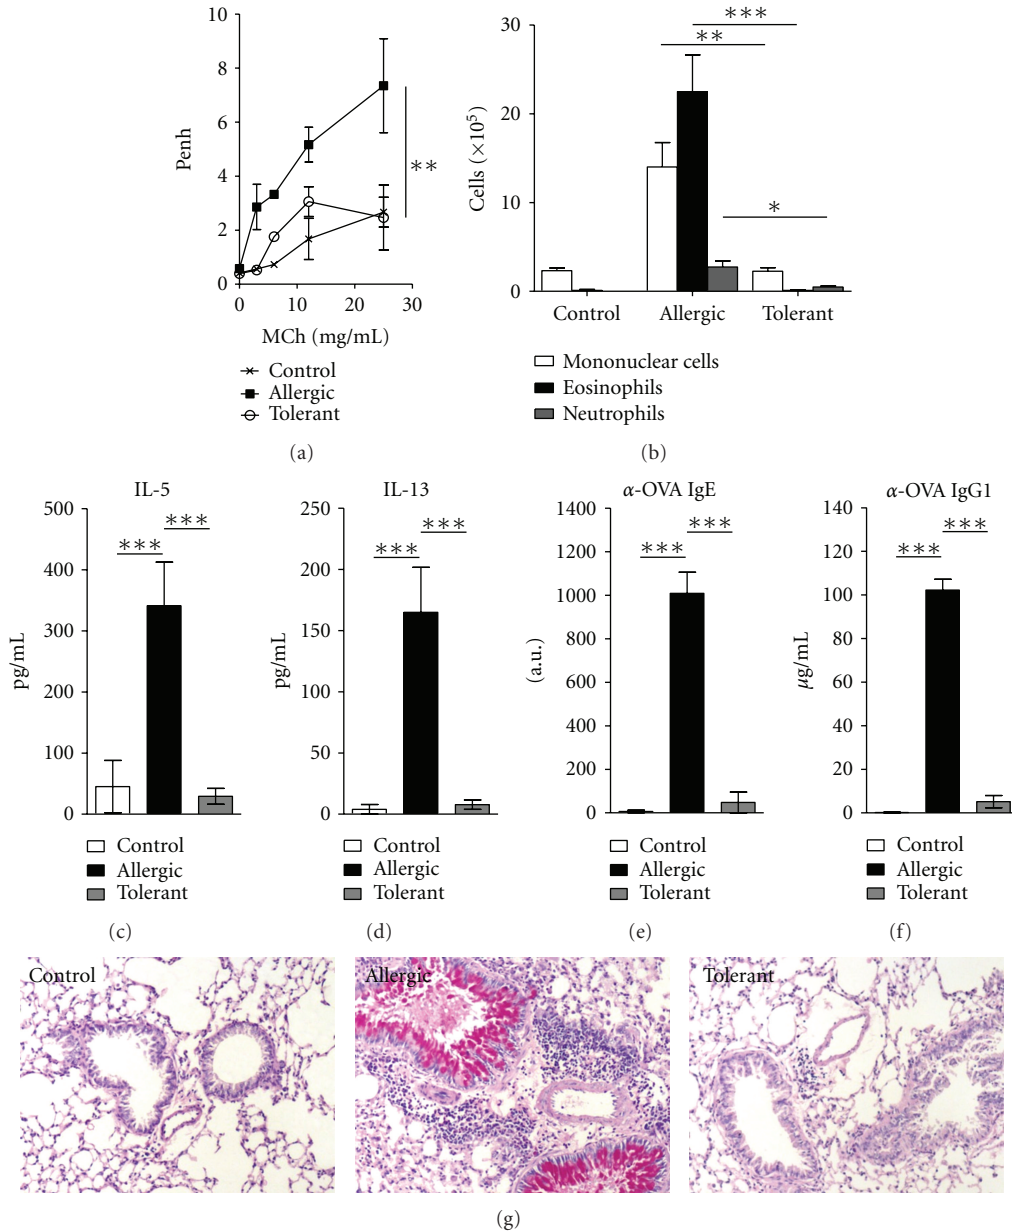 10
8
6
4
2
0
Penh
**
0 10 20 30
MCh (mg/mL)
Control
Allergic
Tolerant
(a)
30
20
10
0
Cells (×10⁵)
***
**
*
Control Allergic Tolerant
Mononuclear cells
Eosinophils
Neutrophils
(b)
IL-5
500
400
300
200
100
0
pg/mL
***
***
Control
Allergic
Tolerant
(c)
IL-13
250
200
150
100
50
0
pg/mL
***
***
Control
Allergic
Tolerant
(d)
α-OVA IgE
1400
1200
1000
800
600
400
200
0
(a.u.)
***
***
Control
Allergic
Tolerant
(e)
α-OVA IgG1
140
120
100
80
60
40
20
0
µg/mL
***
***
Control
Allergic
Tolerant
(f)
Control
Allergic
Tolerant
(g)